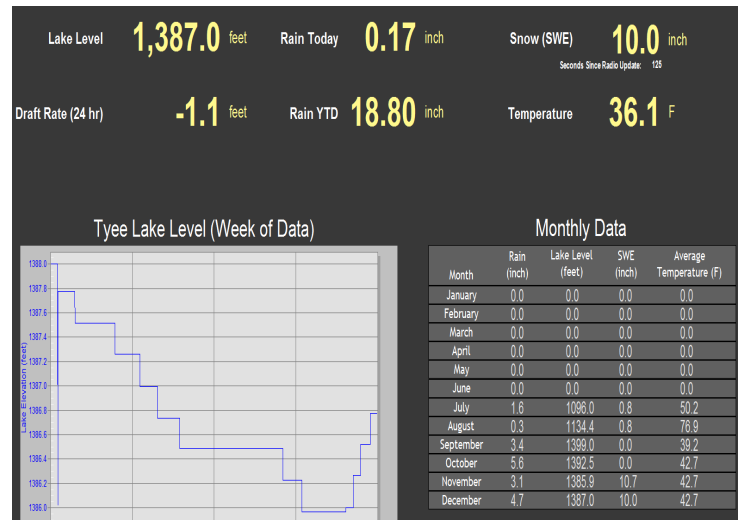 Lake Level 1,387.0 feet Rain Today 0.17 inch Snow (SWE) 10.0 inch
Seconds Since Radio Update: 125
Draft Rate (24 hr) -1.1 feet Rain YTD 18.80 inch Temperature 36.1 F
Tyee Lake Level (Week of Data)
Lake Elevation (feet)
1388.0
1387.8
1387.6
1387.4
1387.2
1387.0
1386.8
1386.6
1386.4
1386.2
1386.0
Monthly Data
Month Rain (inch) Lake Level (feet) SWE (inch) Average Temperature (F)
January 0.0 0.0 0.0 0.0
February 0.0 0.0 0.0 0.0
March 0.0 0.0 0.0 0.0
April 0.0 0.0 0.0 0.0
May 0.0 0.0 0.0 0.0
June 0.0 0.0 0.0 0.0
July 1.6 1096.0 0.8 50.2
August 0.3 1134.4 0.8 76.9
September 3.4 1399.0 0.0 39.2
October 5.6 1392.5 0.0 42.7
November 3.1 1385.9 10.7 42.7
December 4.7 1387.0 10.0 42.7